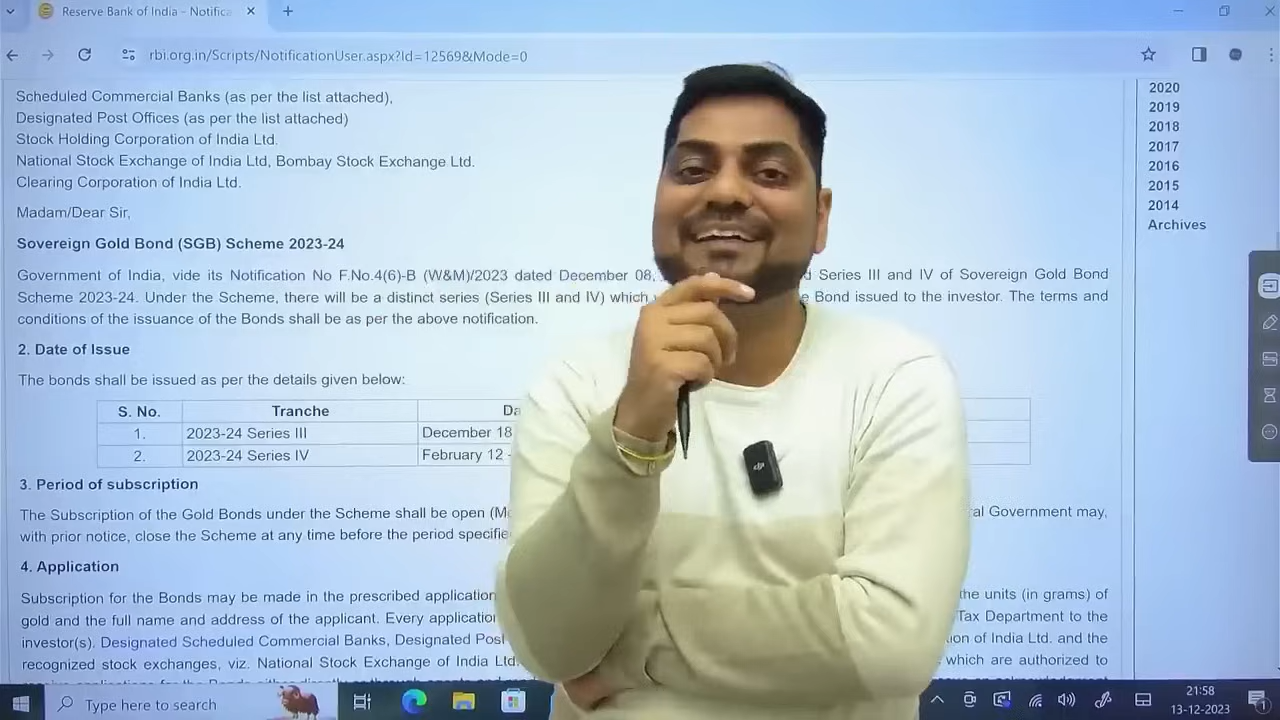 Reserve Bank of India - Notifica
rbi.org.in/Scripts/NotificationUser.aspx?Id=12569&Mode=0
Scheduled Commercial Banks (as per the list attached),
Designated Post Offices (as per the list attached)
Stock Holding Corporation of India Ltd.
National Stock Exchange of India Ltd, Bombay Stock Exchange Ltd.
Clearing Corporation of India Ltd.
Madam/Dear Sir,
Sovereign Gold Bond (SGB) Scheme 2023-24
Government of India, vide its Notification No F.No.4(6)-B (W&M)/2023 dated December 08, Series III and IV of Sovereign Gold Bond
Scheme 2023-24. Under the Scheme, there will be a distinct series (Series III and IV) which Bond issued to the investor. The terms and
conditions of the issuance of the Bonds shall be as per the above notification.
2. Date of Issue
The bonds shall be issued as per the details given below:
S. No. Tranche Da
1. 2023-24 Series III December 18
2. 2023-24 Series IV February 12 -
3. Period of subscription
The Subscription of the Gold Bonds under the Scheme shall be open (Mo al Government may,
with prior notice, close the Scheme at any time before the period specifie
4. Application
Subscription for the Bonds may be made in the prescribed application the units (in grams) of
gold and the full name and address of the applicant. Every application Tax Department to the
investor(s). Designated Scheduled Commercial Banks, Designated Post ion of India Ltd. and the
recognized stock exchanges, viz. National Stock Exchange of India Ltd. which are authorized to
2020
2019
2018
2017
2016
2015
2014
Archives
dji
Type here to search
21:58
13-12-2023
1